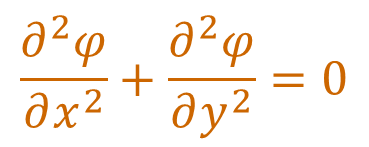 ∂²φ/∂x² + ∂²φ/∂y² = 0